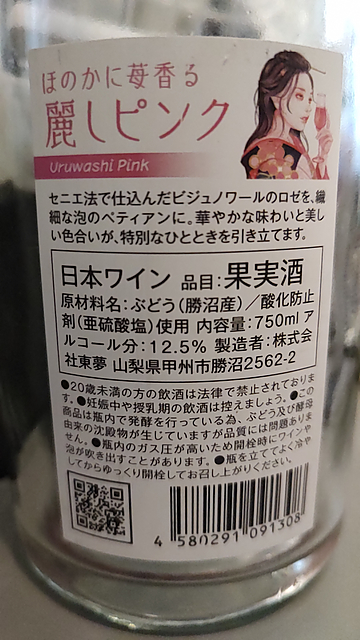 ほのかに苺香る
麗しピンク
Uruwashi Pink
セニエ法で仕込んだビジュノワールのロゼを、繊
細な泡のペティアンに。華やかな味わいと美し
い色合いが、特別なひとときを引き立てます。
日本ワイン 品目：果実酒
原材料名：ぶどう（勝沼産）／酸化防止
剤（亜硫酸塩）使用 内容量：750ml ア
ルコール分：12.5% 製造者：株式会
社東夢 山梨県甲州市勝沼2562-2
●20歳未満の方の飲酒は法律で禁止されておりま
す。●妊娠中や授乳期の飲酒は控えましょう。●この
商品は瓶内で発酵を行っている為、ぶどう及び酵母
由来の沈殿物が生じていますが品質には問題ありま
せん。●瓶内のガス圧が高いため開栓時にワインや
泡が吹き出すことがあります。●瓶を立ててよく冷や
してからゆっくり開栓してお召し上がりください。
4 580291 091308